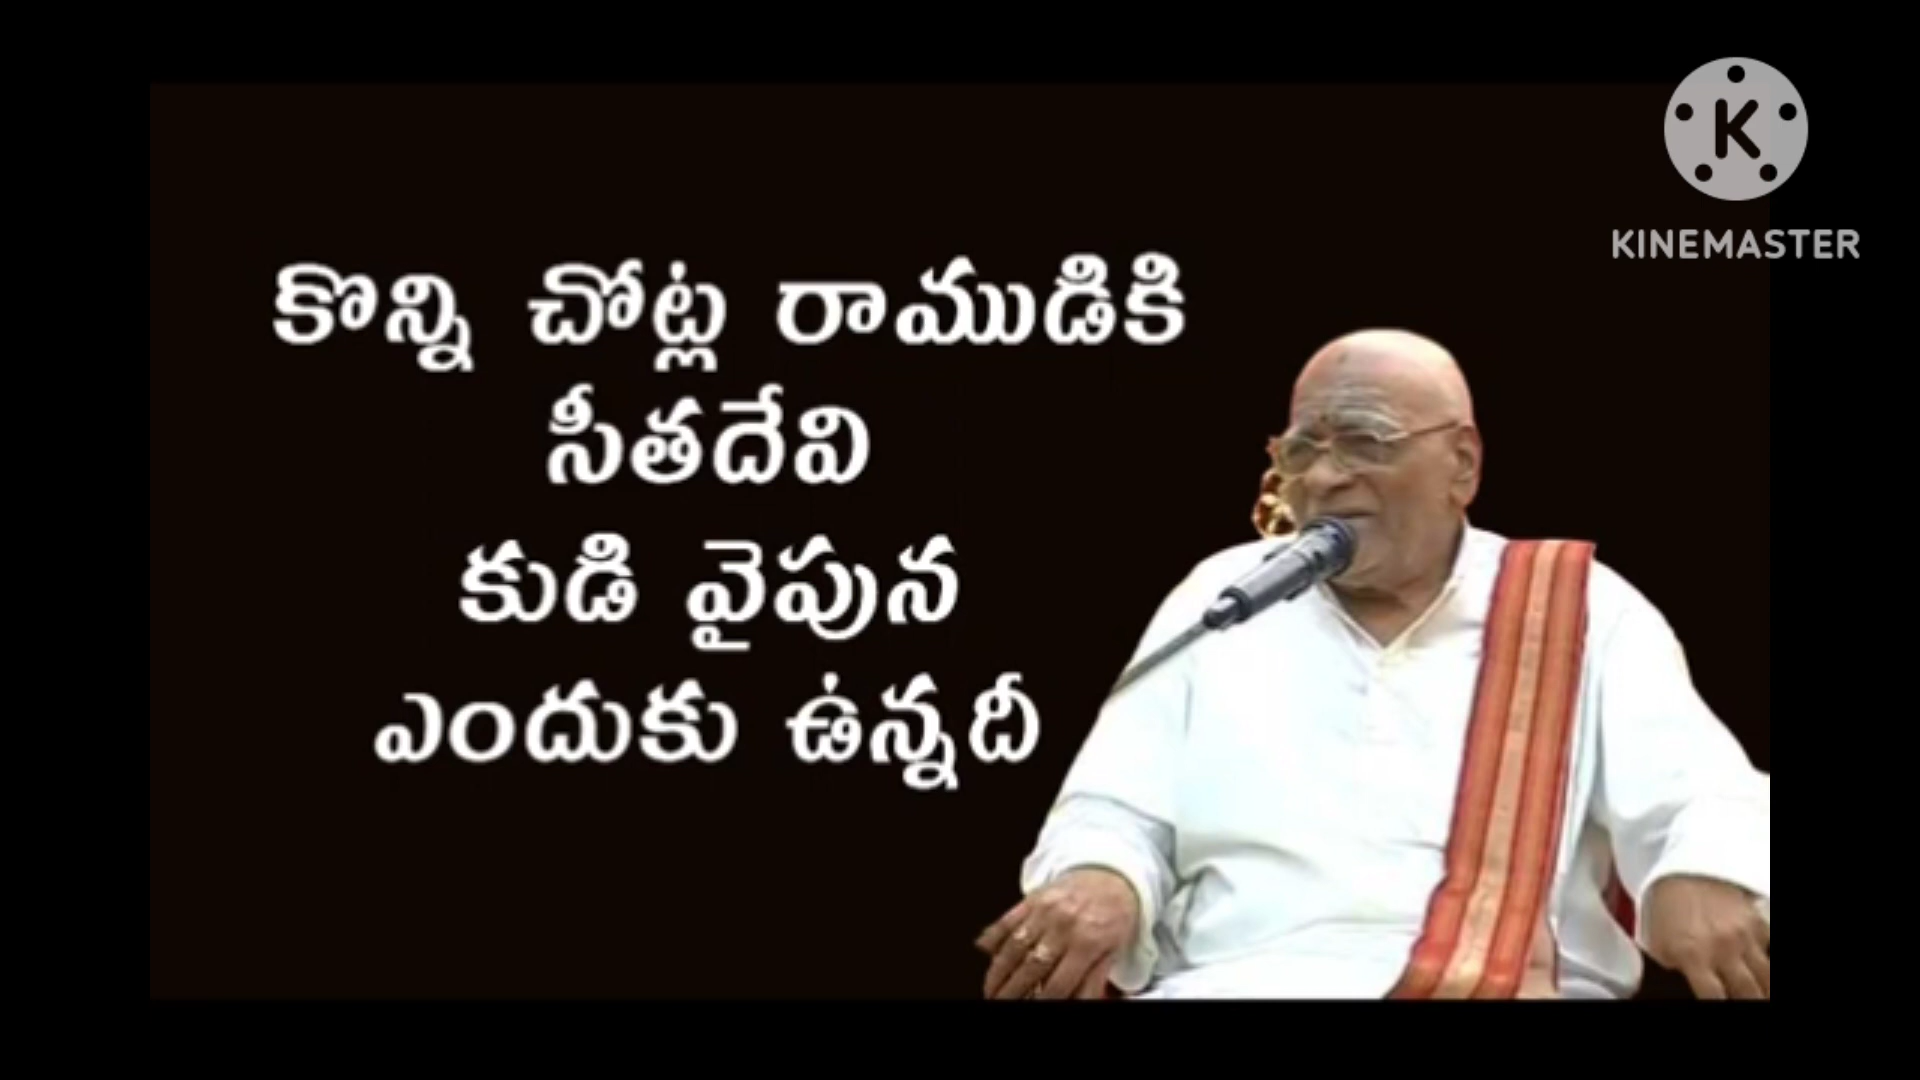 KINEMASTER
కొన్ని చోట్ల రాముడికి
సీతదేవి
కుడి వైపున
ఎందుకు ఉన్నదీ